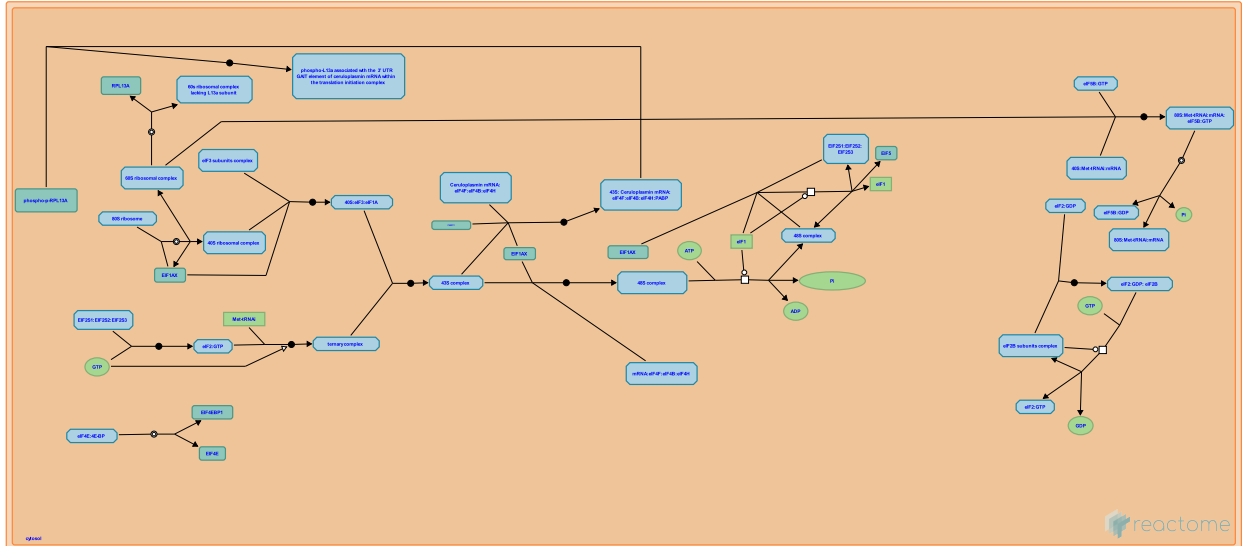 phospho-L13a associated wth the 3' UTR
GAIT element of ceruloplasmin mRNA within
the translation initiation complex
RPL13A
60s ribosomal complex
lacking L13a subunit
eIF5B:GTP
80S:Met-tRNAi:mRNA:
eIF5B:GTP
EIF2S1:EIF2S2:
EIF2S3
EIF5
eIF3 subunits complex
40S:Met-tRNAi:mRNA
60S ribosomal complex
Ceruloplasmin mRNA:
eIF4F:eIF4B:eIF4H
43S: Ceruloplasmin mRNA:
eIF4F:eIF4B:eIF4H:PABP
eIF1
phospho-p-RPL13A
40S:eIF3:eIF1A
eIF2:GDP
eIF5B:GDP
Pi
80S ribosome
40S ribosomal complex
48S complex
80S:Met-tRNAi:mRNA
eIF1
EIF1AX
EIF1AX
ATP
EIF1AX
43S complex
48S complex
Pi
eIF2:GDP: eIF2B
GTP
ADP
EIF2S1:EIF2S2:EIF2S3
Met-tRNAi
eIF2:GTP
ternary complex
eIF2B subunits complex
GTP
mRNA:eIF4F:eIF4B:eIF4H
eIF2:GTP
EIF4EBP1
GDP
eIF4E:4E-BP
EIF4E
reactome
cytosol